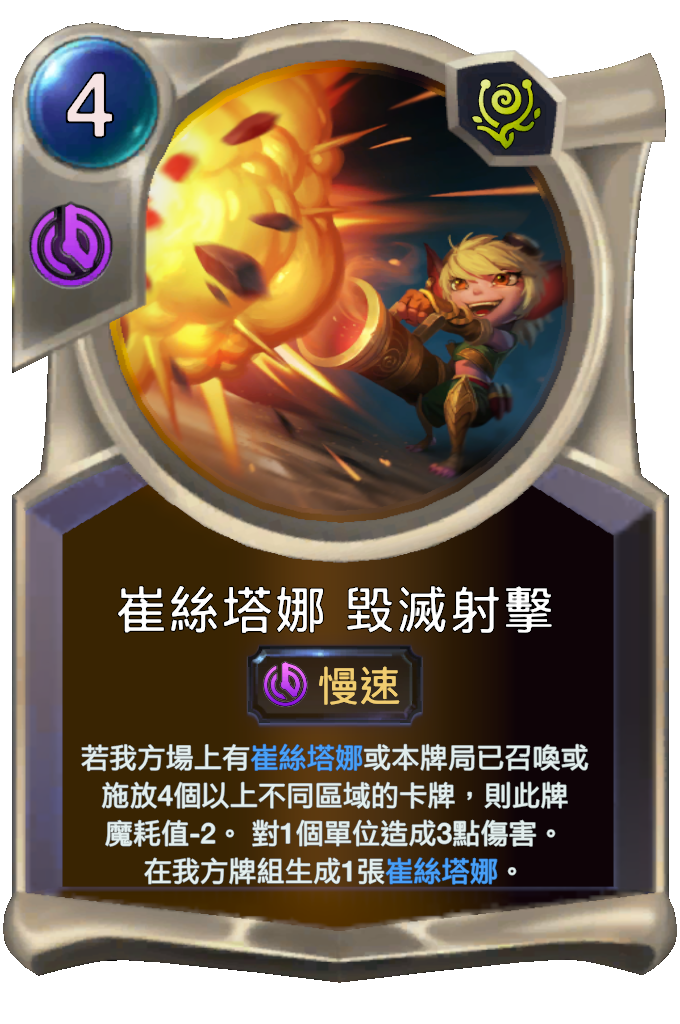 4
崔絲塔娜 毀滅射擊
慢速
若我方場上有崔絲塔娜或本牌局已召喚或
施放4個以上不同區域的卡牌，則此牌
魔耗值-2。 對1個單位造成3點傷害。
在我方牌組生成1張崔絲塔娜。